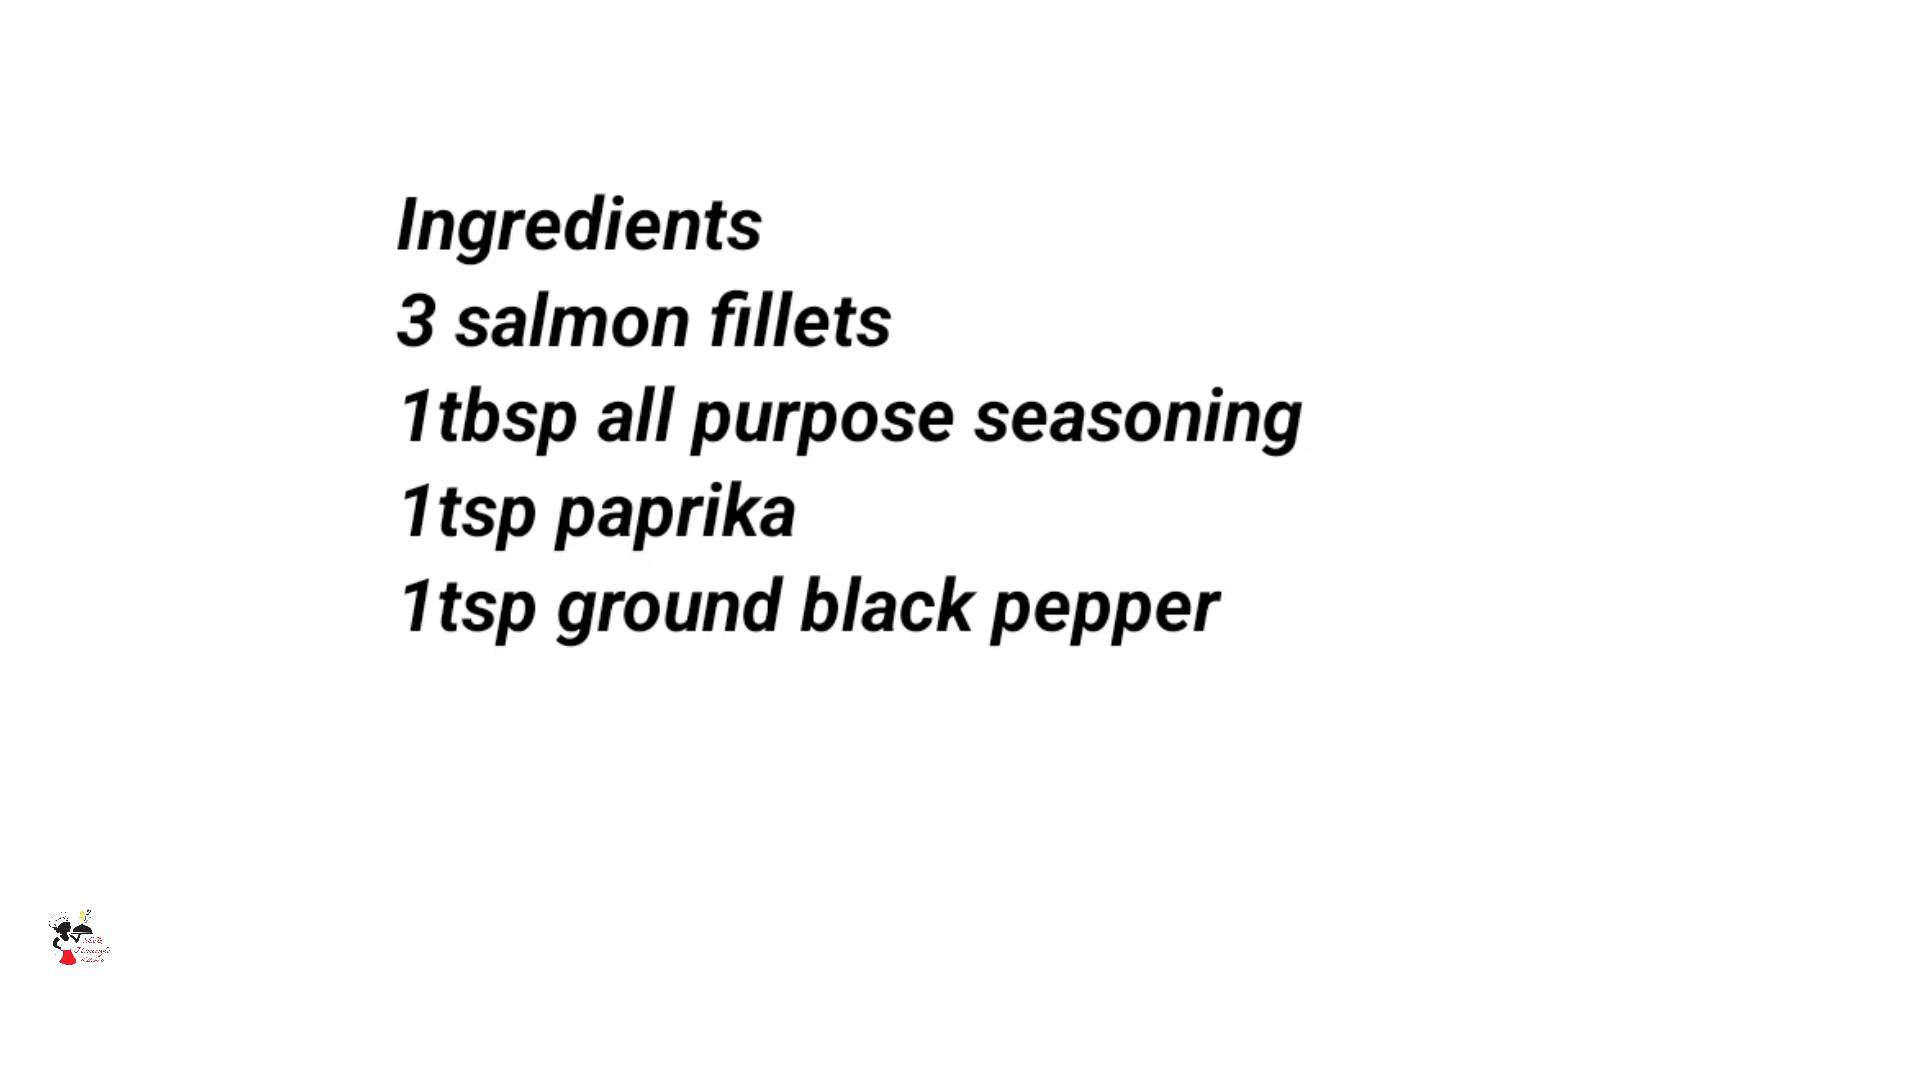 Ingredients
3 salmon fillets
1tbsp all purpose seasoning
1tsp paprika
1tsp ground black pepper